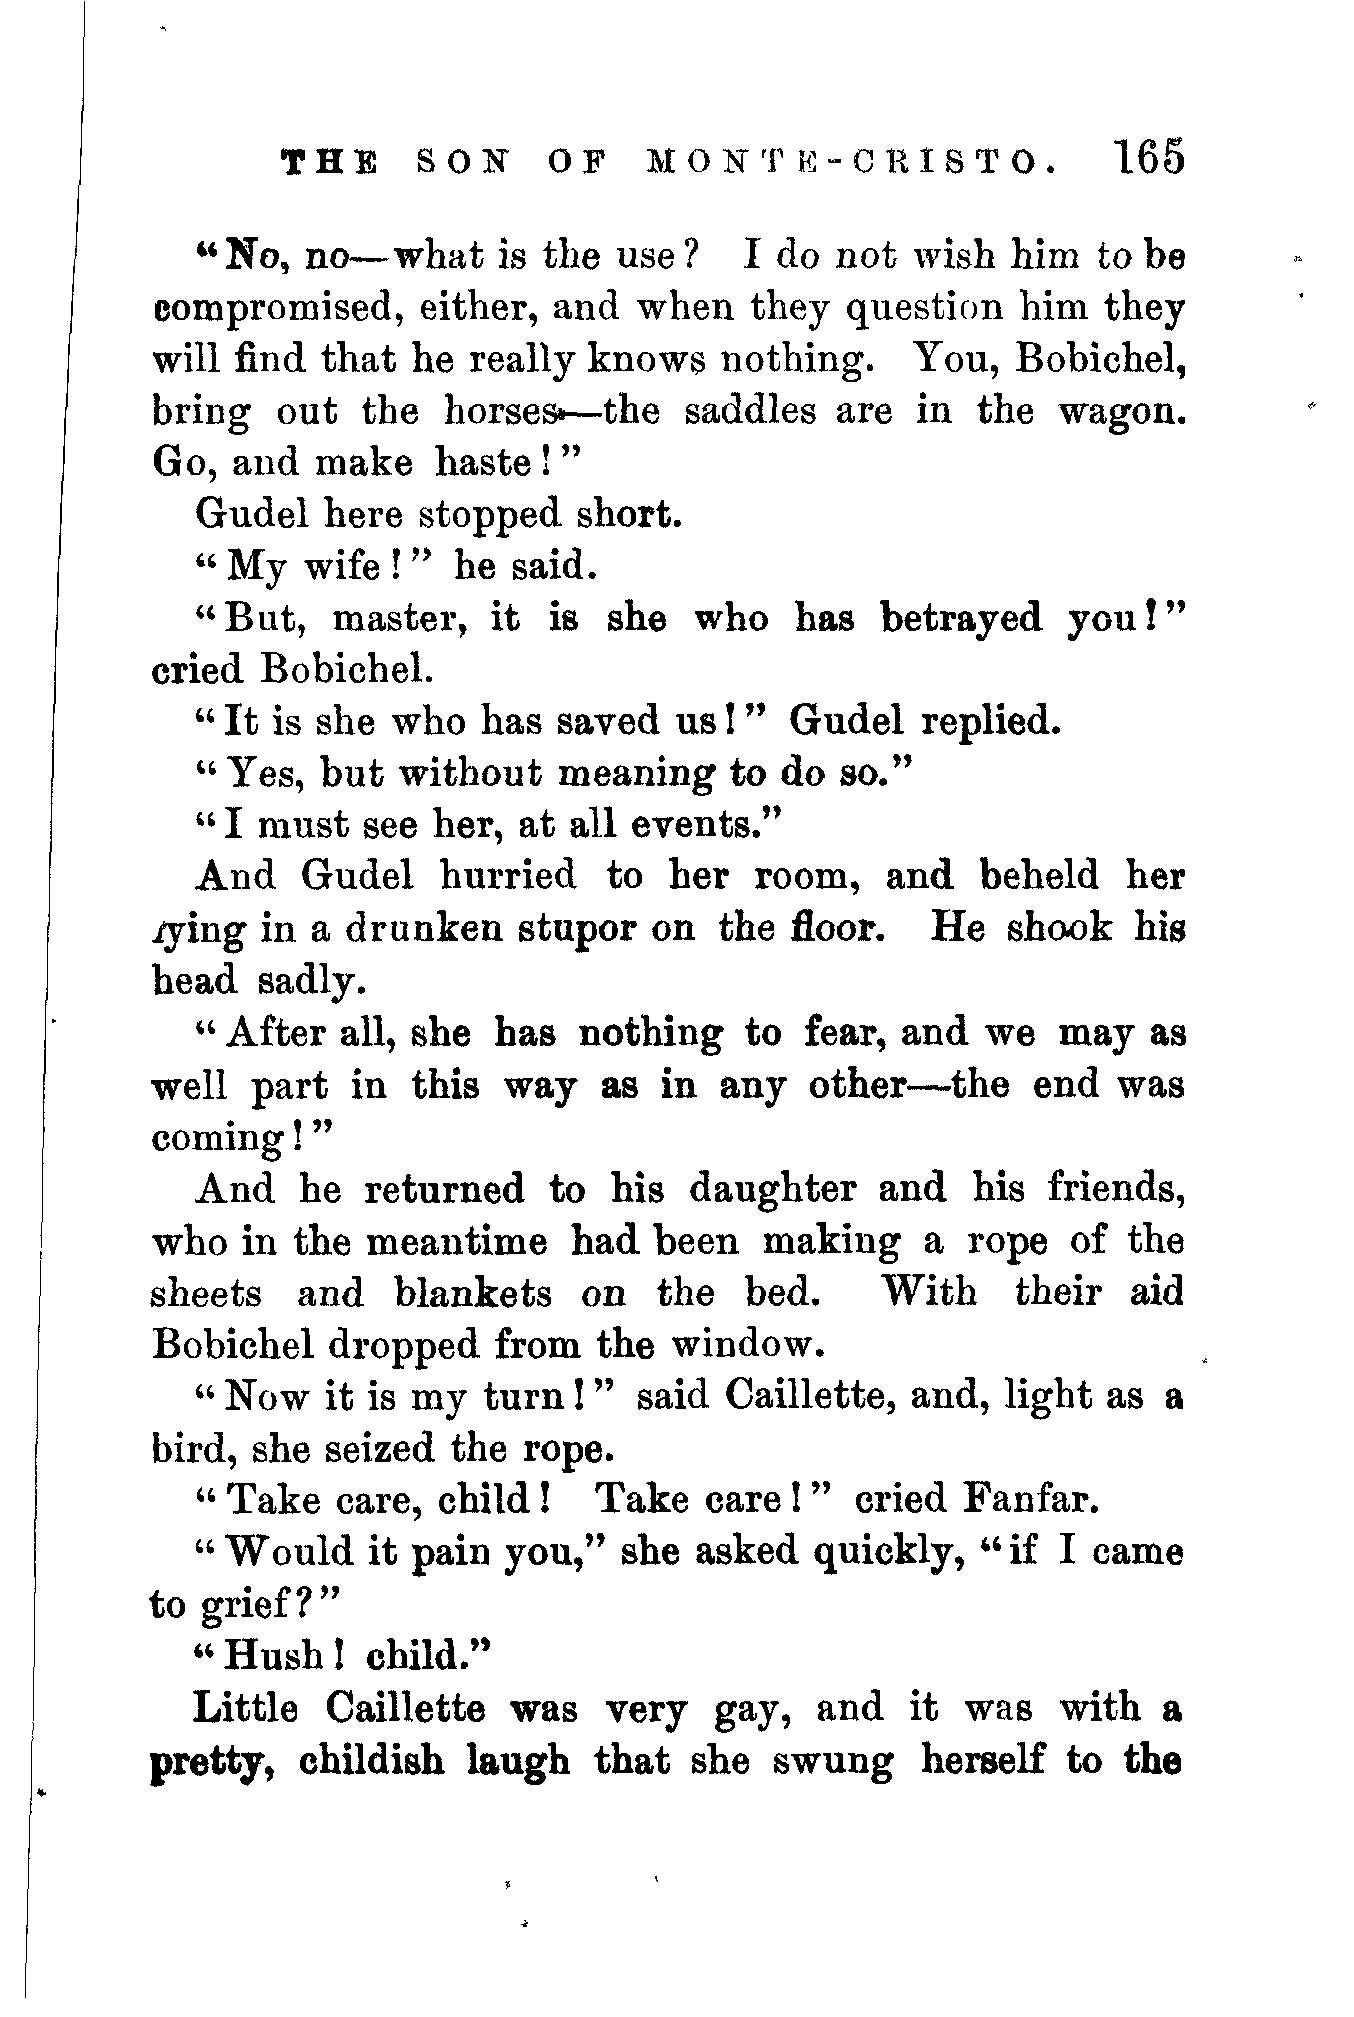 THE SON OF MONTE-CRISTO. 165
"No, no—what is the use? I do not wish him to be
compromised, either, and when they question him they
will find that he really knows nothing. You, Bobichel,
bring out the horses—the saddles are in the wagon.
Go, and make haste!"
Gudel here stopped short.
"My wife!" he said.
"But, master, it is she who has betrayed you!"
cried Bobichel.
"It is she who has saved us!" Gudel replied.
"Yes, but without meaning to do so."
"I must see her, at all events."
And Gudel hurried to her room, and beheld her
lying in a drunken stupor on the floor. He shook his
head sadly.
"After all, she has nothing to fear, and we may as
well part in this way as in any other—the end was
coming!"
And he returned to his daughter and his friends,
who in the meantime had been making a rope of the
sheets and blankets on the bed. With their aid
Bobichel dropped from the window.
"Now it is my turn!" said Caillette, and, light as a
bird, she seized the rope.
"Take care, child! Take care!" cried Fanfar.
"Would it pain you," she asked quickly, "if I came
to grief?"
"Hush! child."
Little Caillette was very gay, and it was with a
pretty, childish laugh that she swung herself to the